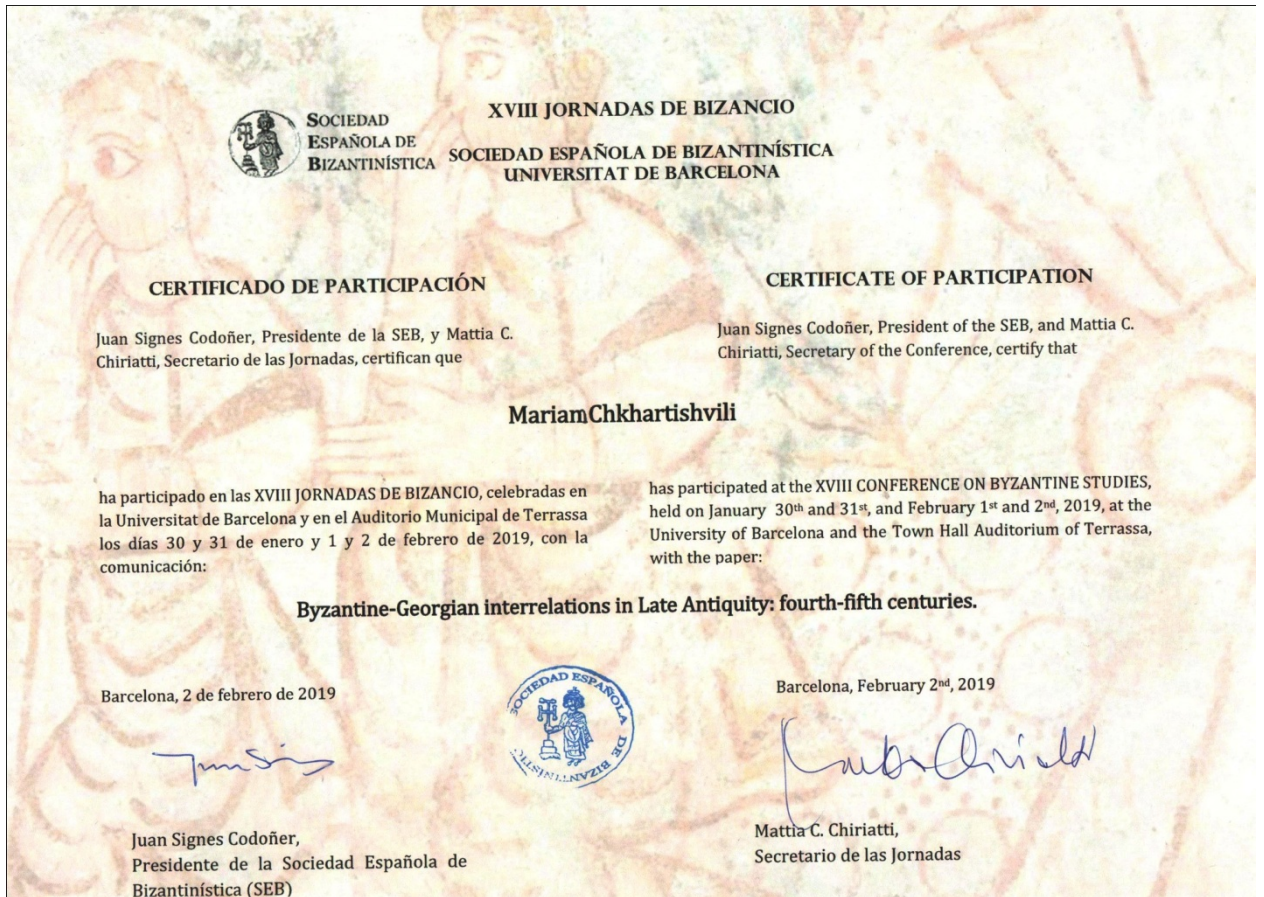 SOCIEDAD
ESPAÑOLA DE
BIZANTINÍSTICA
XVIII JORNADAS DE BIZANCIO
SOCIEDAD ESPAÑOLA DE BIZANTINÍSTICA
UNIVERSITAT DE BARCELONA
CERTIFICADO DE PARTICIPACIÓN
Juan Signes Codoñer, Presidente de la SEB, y Mattia C.
Chiriatti, Secretario de las Jornadas, certifican que
CERTIFICATE OF PARTICIPATION
Juan Signes Codoñer, President of the SEB, and Mattia C.
Chiriatti, Secretary of the Conference, certify that
Mariam Chkhartishvili
ha participado en las XVIII JORNADAS DE BIZANCIO, celebradas en
la Universitat de Barcelona y en el Auditorio Municipal de Terrassa
los días 30 y 31 de enero y 1 y 2 de febrero de 2019, con la
comunicación:
has participated at the XVIII CONFERENCE ON BYZANTINE STUDIES,
held on January 30th and 31st, and February 1st and 2nd, 2019, at the
University of Barcelona and the Town Hall Auditorium of Terrassa,
with the paper:
Byzantine-Georgian interrelations in Late Antiquity: fourth-fifth centuries.
Barcelona, 2 de febrero de 2019
SOCIEDAD ESPAÑOLA DE BIZANTINÍSTIC
Barcelona, February 2nd, 2019
Juan Signes Codoñer,
Presidente de la Sociedad Española de
Bizantinística (SEB)
Mattia C. Chiriatti,
Secretario de las Jornadas